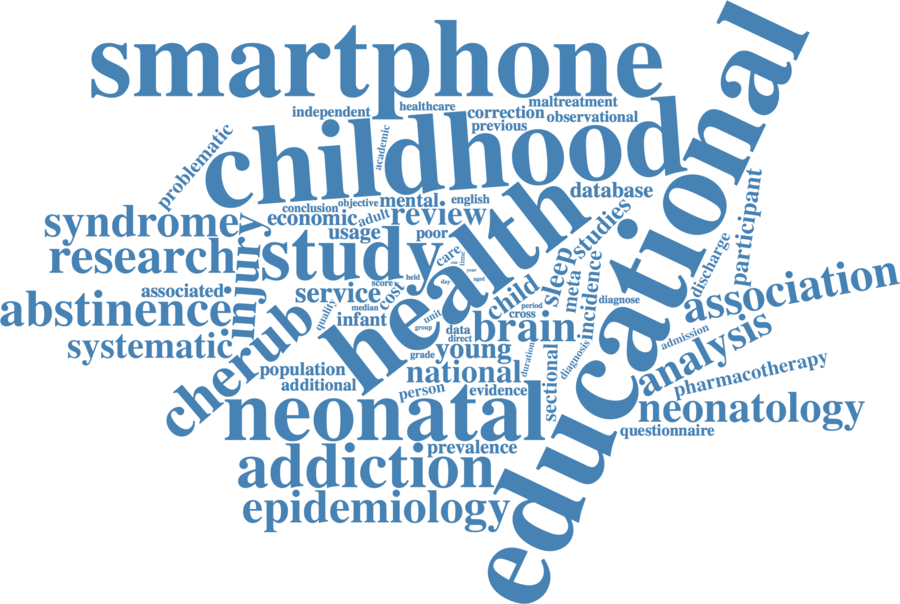 smartphone
educational
independent
healthcare
maltreatment
correction
observational
previous
childhood
academic
problematic
database
conclusion
objective
mental
english
economic
adult
review
usage
poor
health
studies
participant
syndrome
injury
study
care
time
sleep
meta
incidence
discharge
research
associated
abstinence
systematic
service
score
held
day
year
aged
cost
median
quality
infant
child
period
cross
diagnose
association
cherub
unit
group
data
direct
brain
admission
analysis
grade
young
duration
diagnosis
sectional
population
additional
national
person
evidence
pharmacotherapy
neonatal
neonatology
questionnaire
prevalence
addiction
epidemiology